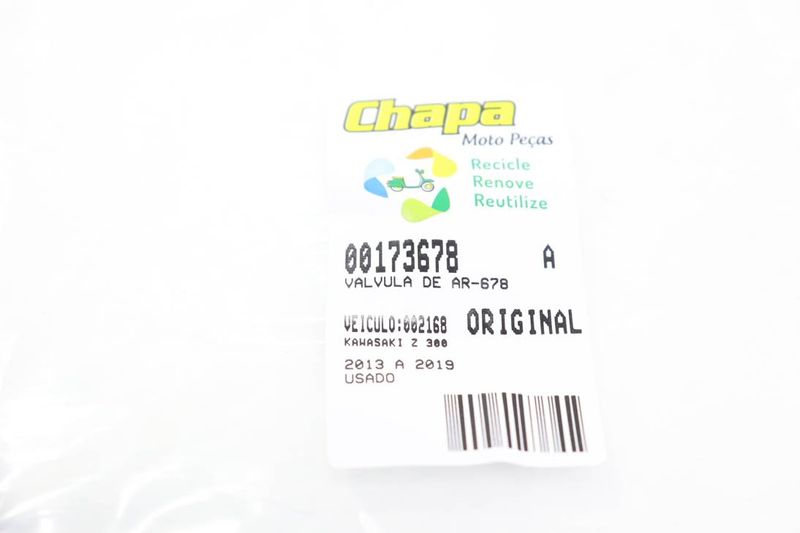 Chapa
Moto Peças
Recicle
Renove
Reutilize
00173678 A
VALVULA DE AR-678
VEICULO:002168 ORIGINAL
KAWASAKI Z 300
2013 A 2019
USADO